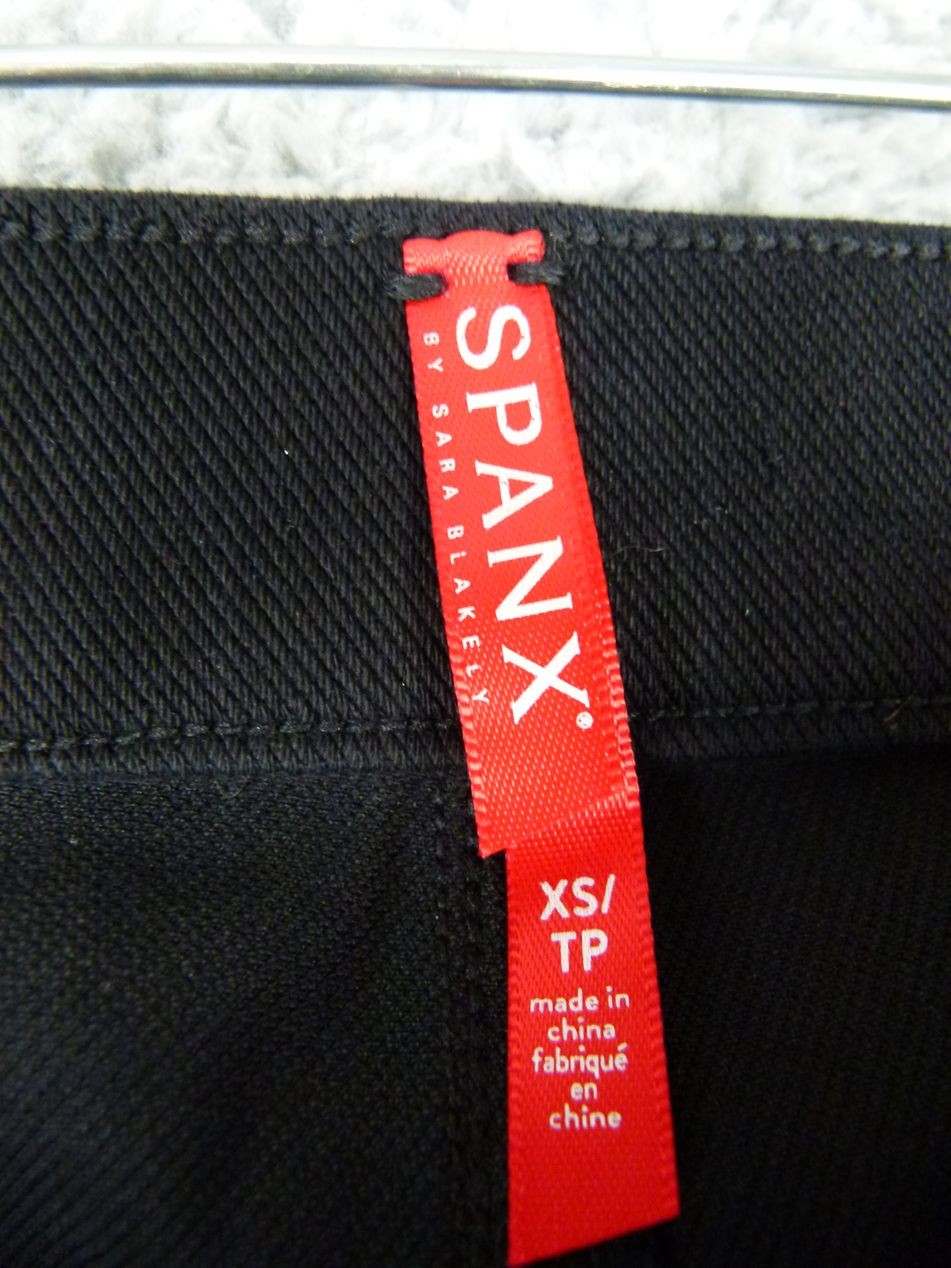 SPANX®
BY SARA BLAKELY
XS/
TP
made in
china
fabriqué
en
chine